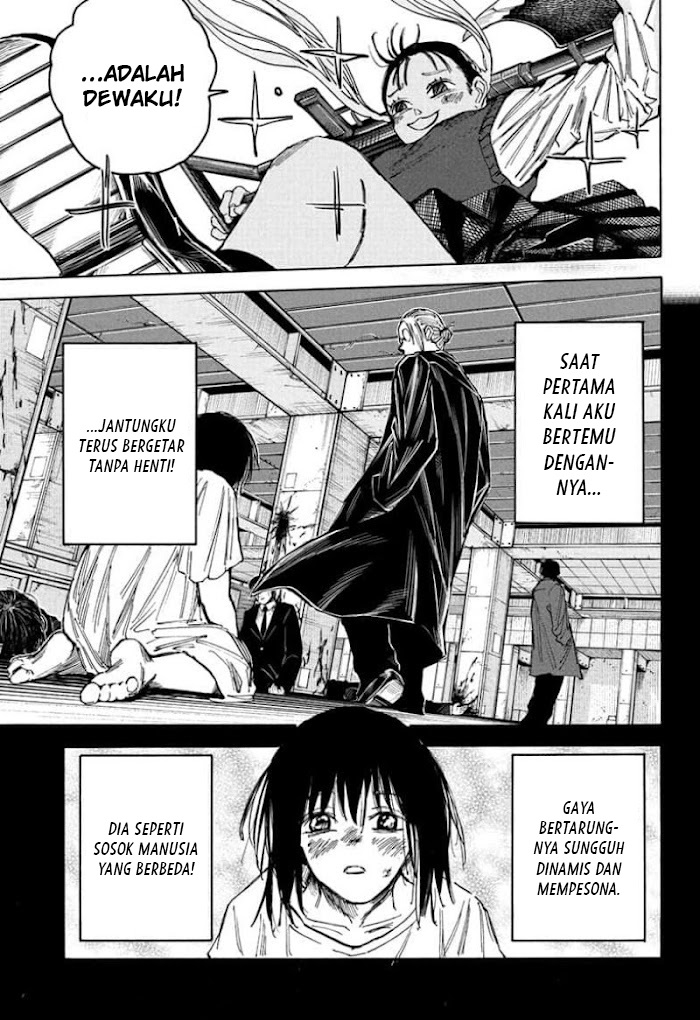 ...ADALAH
DEWAKU!
SAAT
PERTAMA
KALI AKU
BERTEMU
DENGAN-
NYA...
...JANTUNGKU
TERUS BERGETAR
TANPA HENTI!
GAYA
BERTARUNG-
NYA SUNGGUH
DINAMIS DAN
MEMPESONA.
DIA SEPERTI
SOSOK MANUSIA
YANG BERBEDA!